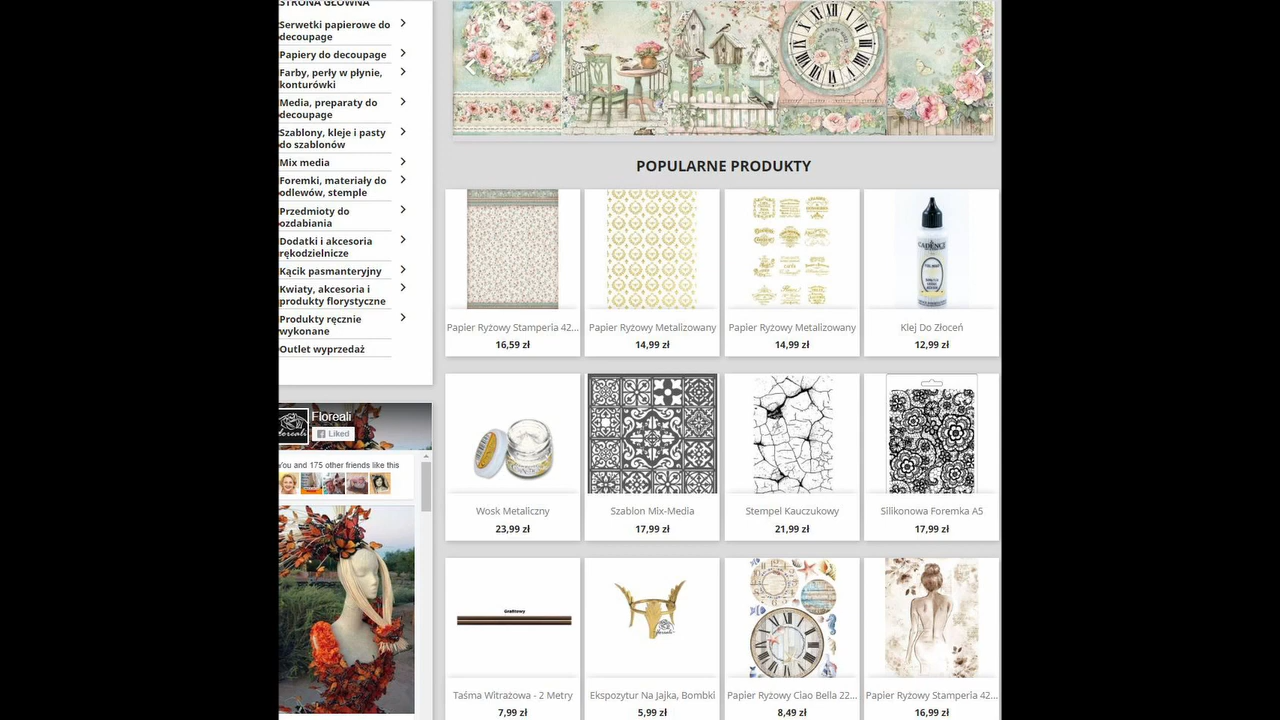 STRONA GŁÓWNA
Serwetki papierowe do
decoupage
Papiery do decoupage
Farby, perły w płynie,
konturówki
Media, preparaty do
decoupage
Szablony, kleje i pasty
do szablonów
Mix media
Foremki, materiały do
odlewów, stemple
Przedmioty do
ozdabiania
Dodatki i akcesoria
rękodzielnicze
Kącik pasmanteryjny
Kwiaty, akcesoria i
produkty florystyczne
Produkty ręcznie
wykonane
Outlet wyprzedaż
Floreali
Liked
You and 175 other friends like this
POPULARNE PRODUKTY
CADENCE
Papier Ryżowy Stamperia 42...
16,59 zł
Papier Ryżowy Metalizowany
14,99 zł
Papier Ryżowy Metalizowany
14,99 zł
Klej Do Złoceń
12,99 zł
Wosk Metaliczny
23,99 zł
Szablon Mix-Media
17,99 zł
Stempel Kauczukowy
21,99 zł
Silikonowa Foremka A5
17,99 zł
Grafitowy
Taśma Witrażowa - 2 Metry
7,99 zł
Ekspozytur Na Jajka, Bombki
5,99 zł
Papier Ryżowy Ciao Bella 22...
8,49 zł
Papier Ryżowy Stamperia 42...
16,99 zł